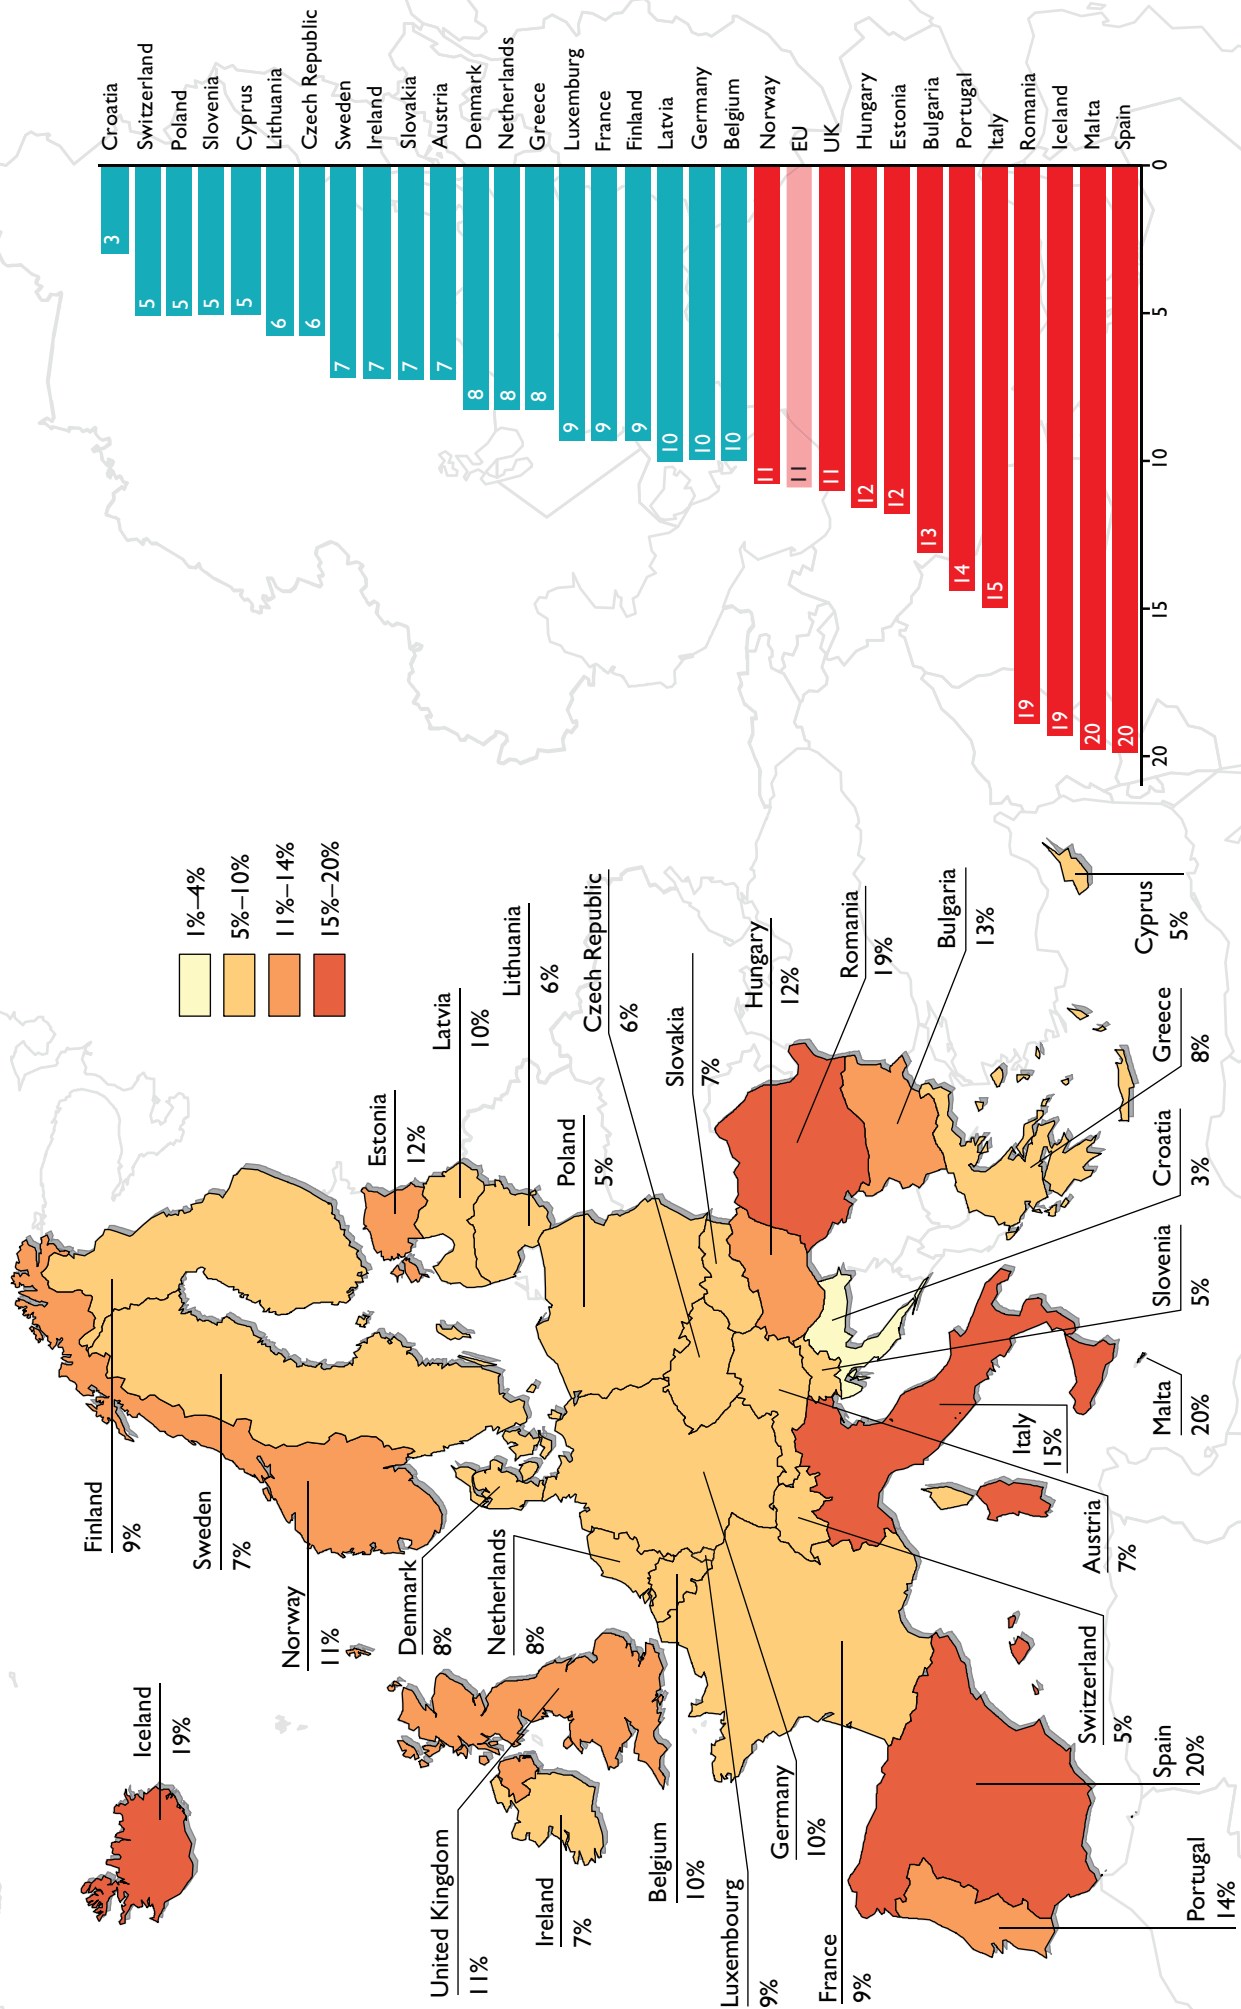 Iceland
19%
Finland
9%
Sweden
7%
Norway
11%
Denmark
8%
Netherlands
8%
United Kingdom
11%
Ireland
7%
Belgium
10%
Luxembourg
9%
Germany
10%
France
9%
Portugal
14%
Spain
20%
Switzerland
5%
Austria
7%
Italy
15%
Malta
20%
Slovenia
5%
Croatia
3%
Greece
8%
Cyprus
5%
Bulgaria
13%
Romania
19%
Hungary
12%
Slovakia
7%
Czech Republic
6%
Poland
5%
Lithuania
6%
Latvia
10%
Estonia
12%
1%–4%
5%–10%
11%–14%
15%–20%
Croatia
3
Switzerland
5
Poland
5
Slovenia
5
Cyprus
5
Lithuania
6
Czech Republic
6
Sweden
7
Ireland
7
Slovakia
7
Austria
7
Denmark
8
Netherlands
8
Greece
8
Luxemburg
9
France
9
Finland
9
Latvia
10
Germany
10
Belgium
10
Norway
11
EU
11
UK
11
Hungary
12
Estonia
12
Bulgaria
13
Portugal
14
Italy
15
Romania
19
Iceland
19
Malta
20
Spain
20
20
15
10
5
0